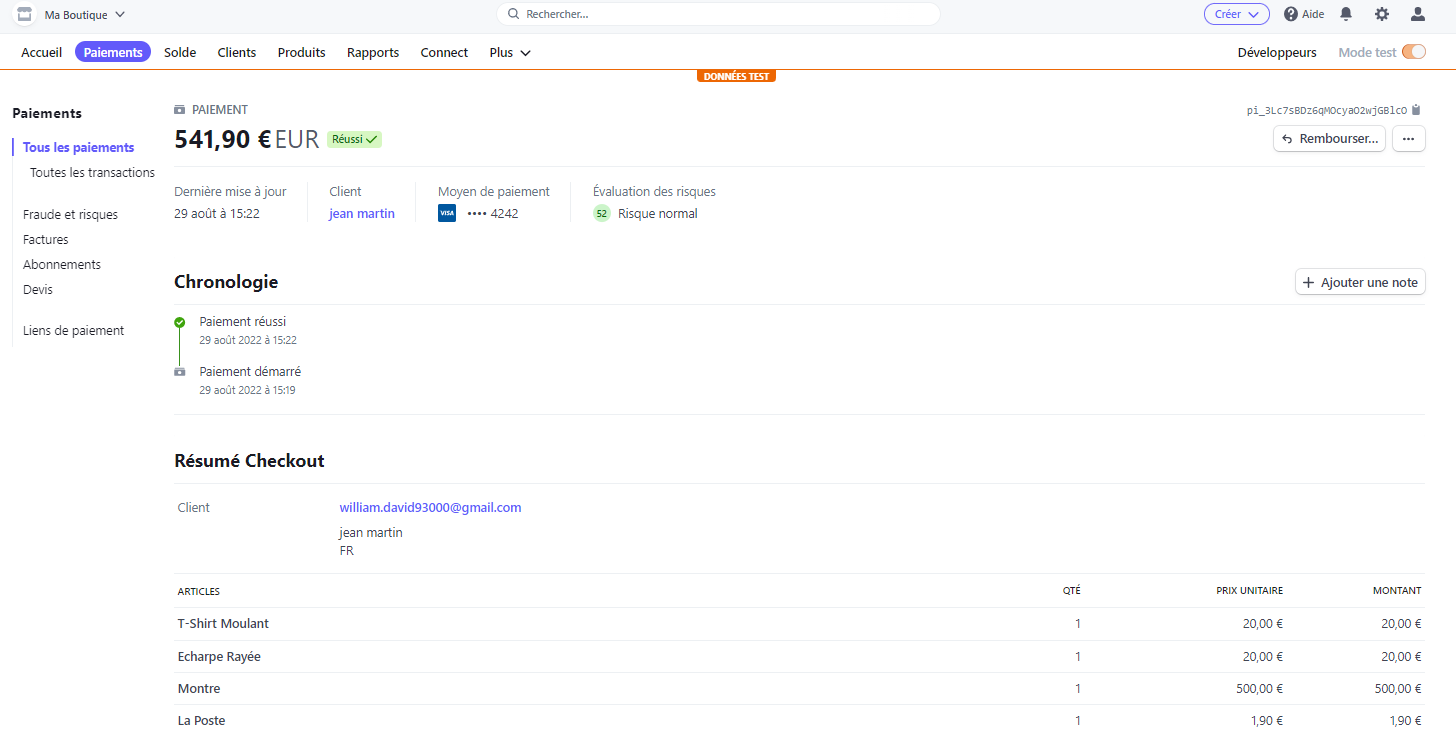 Ma Boutique
Rechercher...
Créer
Aide
Accueil Paiements Solde Clients Produits Rapports Connect Plus
Développeurs Mode test
DONNÉES TEST
Paiements
Tous les paiements
Toutes les transactions
Fraude et risques
Factures
Abonnements
Devis
Liens de paiement
PAIEMENT
pi_3Lc7sBDz6qMOcyaO2wjGBlcO
541,90 € EUR Réussi
Rembourser...
Dernière mise à jour
29 août à 15:22
Client
jean martin
Moyen de paiement
VISA •••• 4242
Évaluation des risques
52 Risque normal
Chronologie
Ajouter une note
Paiement réussi
29 août 2022 à 15:22
Paiement démarré
29 août 2022 à 15:19
Résumé Checkout
Client william.david93000@gmail.com
jean martin
FR
ARTICLES QTÉ PRIX UNITAIRE MONTANT
T-Shirt Moulant 1 20,00 € 20,00 €
Echarpe Rayée 1 20,00 € 20,00 €
Montre 1 500,00 € 500,00 €
La Poste 1 1,90 € 1,90 €